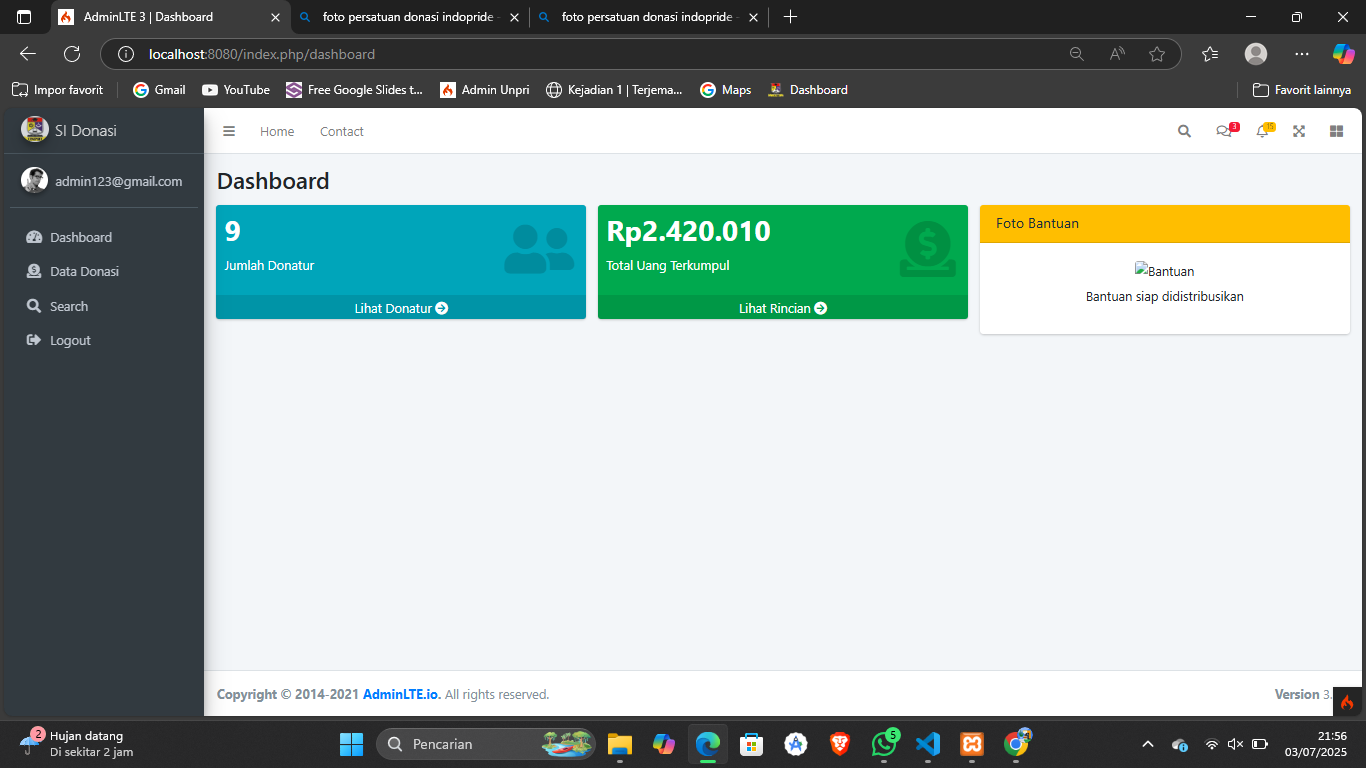 AdminLTE 3 | Dashboard
foto persatuan donasi indopride -
foto persatuan donasi indopride -
localhost:8080/index.php/dashboard
Impor favorit
Gmail
YouTube
Free Google Slides t...
Admin Unpri
Kejadian 1 | Terjema...
Maps
Dashboard
Favorit lainnya
SI Donasi
Home
Contact
3
15
admin123@gmail.com
Dashboard
Data Donasi
Search
Logout
Dashboard
9
Jumlah Donatur
Lihat Donatur
Rp2.420.010
Total Uang Terkumpul
Lihat Rincian
Foto Bantuan
Bantuan
Bantuan siap didistribusikan
Copyright © 2014-2021 AdminLTE.io. All rights reserved.
Version 3.
2
Hujan datang
Di sekitar 2 jam
Pencarian
5
21:56
03/07/2025